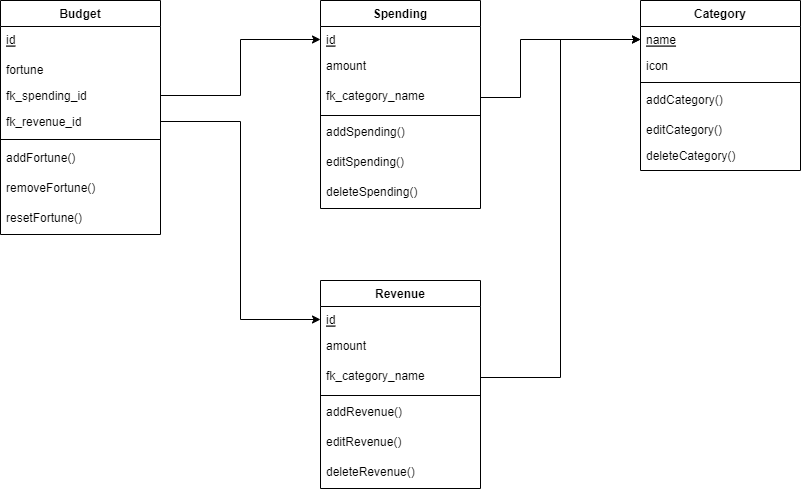 Budget
id
fortune
fk_spending_id
fk_revenue_id
addFortune()
removeFortune()
resetFortune()
Spending
id
amount
fk_category_name
addSpending()
editSpending()
deleteSpending()
Category
name
icon
addCategory()
editCategory()
deleteCategory()
Revenue
id
amount
fk_category_name
addRevenue()
editRevenue()
deleteRevenue()